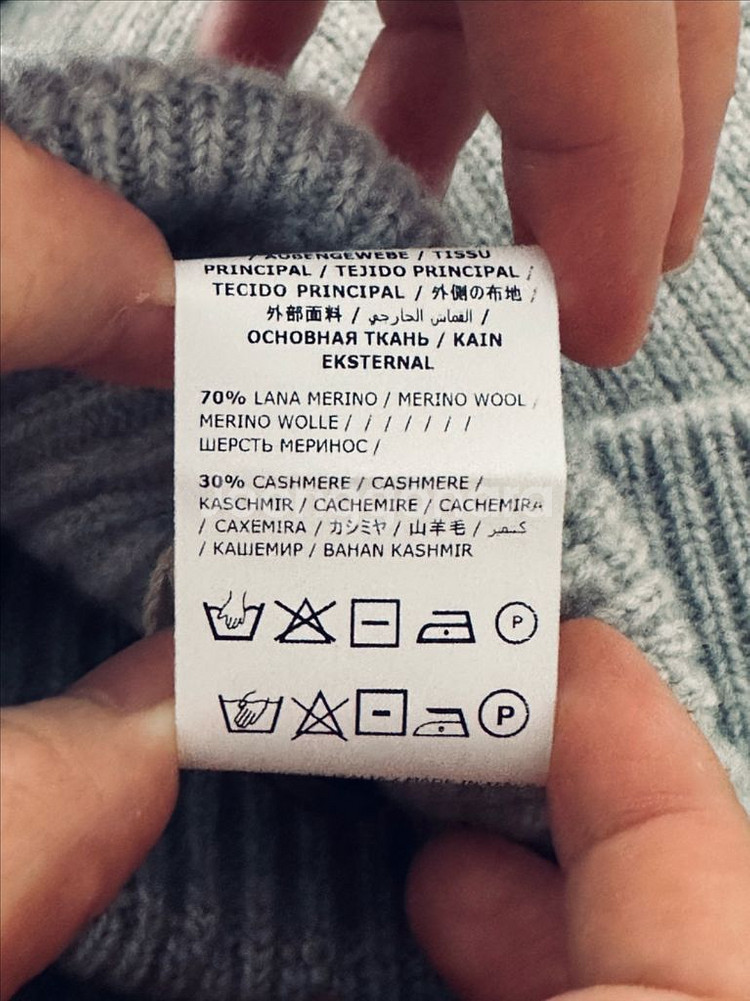 / AUßENGEWEBE / TISSU
PRINCIPAL / TEJIDO PRINCIPAL /
TECIDO PRINCIPAL / 外側の布地 /
外部面料 / القماش الخارجي /
ОСНОВНАЯ ТКАНЬ / KAIN
EKSTERNAL
70% LANA MERINO / MERINO WOOL /
MERINO WOLLE / / / / / / /
ШЕРСТЬ МЕРИНОС /
30% CASHMERE / CASHMERE /
KASCHMIR / CACHEMIRE / CACHEMIRA
/ CAXEMIRA / カシミヤ / 山羊毛 / كشمير
/ КАШЕМИР / BAHAN KASHMIR
P
P